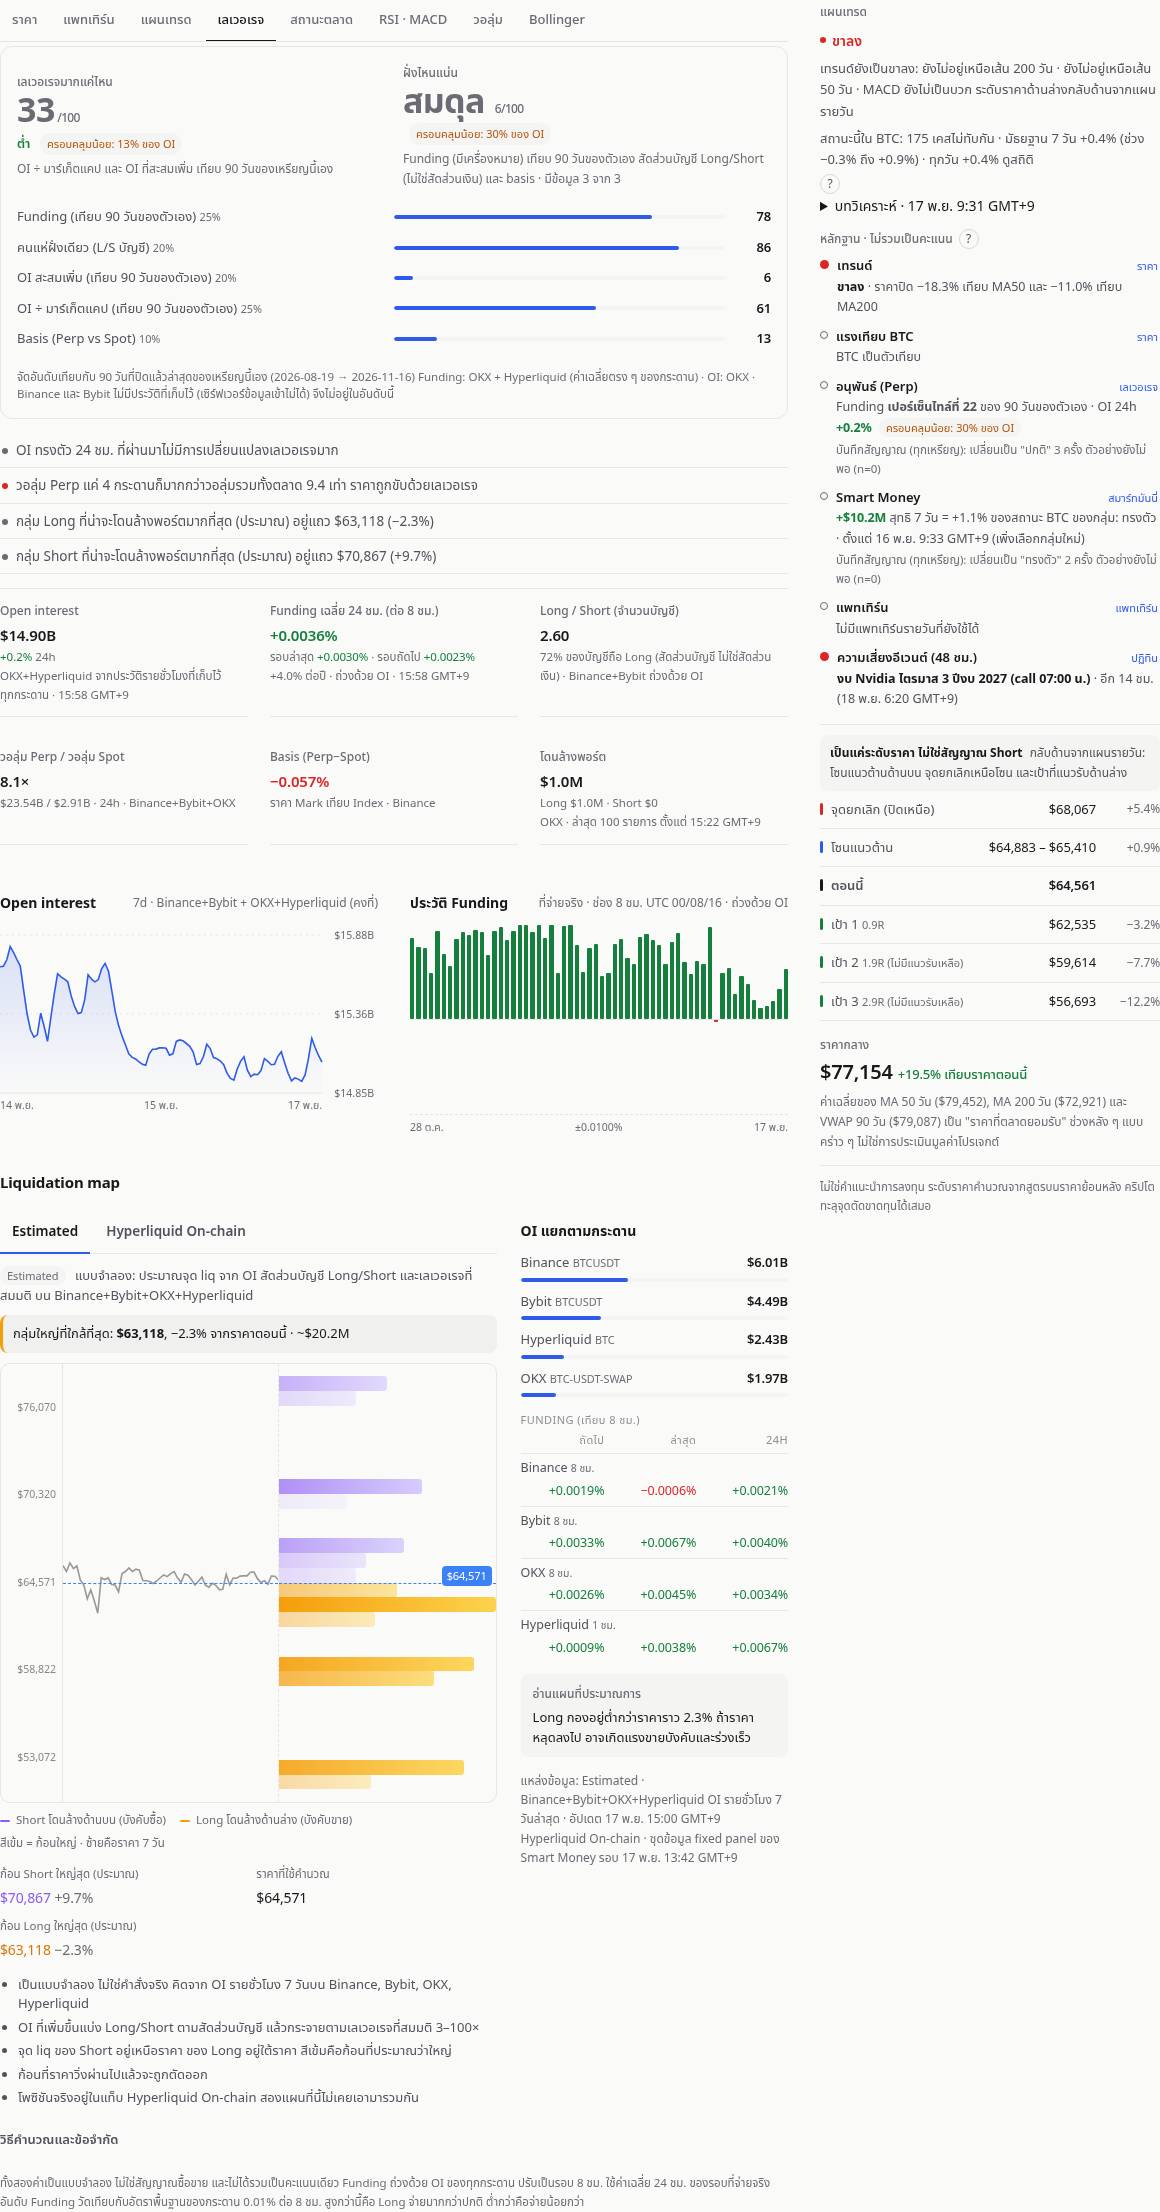 ราคา แพทเทิร์น แผนเทรด เลเวอเรจ สถานะตลาด RSI · MACD วอลุ่ม Bollinger
เลเวอเรจมากแค่ไหน
33 /100
ต่ำ ครอบคลุมน้อย: 13% ของ OI
OI ÷ มาร์เก็ตแคป และ OI ที่สะสมเพิ่ม เทียบ 90 วันของเหรียญนี้เอง
ฝั่งไหนแน่น
สมดุล 6/100
ครอบคลุมน้อย: 30% ของ OI
Funding (มีเครื่องหมาย) เทียบ 90 วันของตัวเอง สัดส่วนบัญชี Long/Short
(ไม่ใช่สัดส่วนเงิน) และ basis · มีข้อมูล 3 จาก 3
Funding (เทียบ 90 วันของตัวเอง) 25% 78
คนแห่ฝั่งเดียว (L/S บัญชี) 20% 86
OI สะสมเพิ่ม (เทียบ 90 วันของตัวเอง) 20% 6
OI ÷ มาร์เก็ตแคป (เทียบ 90 วันของตัวเอง) 25% 61
Basis (Perp vs Spot) 10% 13
จัดอันดับเทียบกับ 90 วันที่ปิดแล้วล่าสุดของเหรียญนี้เอง (2026-08-19 → 2026-11-16) Funding: OKX + Hyperliquid (ค่าเฉลี่ยตรง ๆ ของกระดาน) · OI: OKX ·
Binance และ Bybit ไม่มีประวัติที่เก็บไว้ (เซิร์ฟเวอร์ข้อมูลเข้าไม่ได้) จึงไม่อยู่ในอันดับนี้
OI ทรงตัว 24 ชม. ที่ผ่านมาไม่มีการเปลี่ยนแปลงเลเวอเรจมาก
วอลุ่ม Perp แค่ 4 กระดานก็มากกว่าวอลุ่มรวมทั้งตลาด 9.4 เท่า ราคาถูกขับด้วยเลเวอเรจ
กลุ่ม Long ที่น่าจะโดนล้างพอร์ตมากที่สุด (ประมาณ) อยู่แถว $63,118 (−2.3%)
กลุ่ม Short ที่น่าจะโดนล้างพอร์ตมากที่สุด (ประมาณ) อยู่แถว $70,867 (+9.7%)
Open interest
$14.90B
+0.2% 24h
OKX+Hyperliquid จากประวัติรายชั่วโมงที่เก็บไว้
ทุกกระดาน · 15:58 GMT+9
Funding เฉลี่ย 24 ชม. (ต่อ 8 ชม.)
+0.0036%
รอบล่าสุด +0.0030% · รอบถัดไป +0.0023%
+4.0% ต่อปี · ถ่วงด้วย OI · 15:58 GMT+9
Long / Short (จำนวนบัญชี)
2.60
72% ของบัญชีถือ Long (สัดส่วนบัญชี ไม่ใช่สัดส่วน
เงิน) · Binance+Bybit ถ่วงด้วย OI
วอลุ่ม Perp / วอลุ่ม Spot
8.1×
$23.54B / $2.91B · 24h · Binance+Bybit+OKX
Basis (Perp−Spot)
−0.057%
ราคา Mark เทียบ Index · Binance
โดนล้างพอร์ต
$1.0M
Long $1.0M · Short $0
OKX · ล่าสุด 100 รายการ ตั้งแต่ 15:22 GMT+9
Open interest 7d · Binance+Bybit + OKX+Hyperliquid (คงที่)
$15.88B
$15.36B
$14.85B
14 พ.ย. 15 พ.ย. 17 พ.ย.
ประวัติ Funding ที่จ่ายจริง · ช่อง 8 ชม. UTC 00/08/16 · ถ่วงด้วย OI
28 ต.ค. ±0.0100% 17 พ.ย.
Liquidation map
Estimated Hyperliquid On-chain
Estimated แบบจำลอง: ประมาณจุด liq จาก OI สัดส่วนบัญชี Long/Short และเลเวอเรจที่
สมมติ บน Binance+Bybit+OKX+Hyperliquid
กลุ่มใหญ่ที่ใกล้ที่สุด: $63,118, −2.3% จากราคาตอนนี้ · ~$20.2M
$76,070
$70,320
$64,571 $64,571
$58,822
$53,072
Short โดนล้างด้านบน (บังคับซื้อ) Long โดนล้างด้านล่าง (บังคับขาย)
สีเข้ม = ก้อนใหญ่ · ซ้ายคือราคา 7 วัน
ก้อน Short ใหญ่สุด (ประมาณ) ราคาที่ใช้คำนวณ
$70,867 +9.7% $64,571
ก้อน Long ใหญ่สุด (ประมาณ)
$63,118 −2.3%
เป็นแบบจำลอง ไม่ใช่คำสั่งจริง คิดจาก OI รายชั่วโมง 7 วันบน Binance, Bybit, OKX,
Hyperliquid
OI ที่เพิ่มขึ้นแบ่ง Long/Short ตามสัดส่วนบัญชี แล้วกระจายตามเลเวอเรจที่สมมติ 3–100×
จุด liq ของ Short อยู่เหนือราคา ของ Long อยู่ใต้ราคา สีเข้มคือก้อนที่ประมาณว่าใหญ่
ก้อนที่ราคาวิ่งผ่านไปแล้วจะถูกตัดออก
โพซิชันจริงอยู่ในแท็บ Hyperliquid On-chain สองแผนที่นี้ไม่เคยเอามารวมกัน
OI แยกตามกระดาน
Binance BTCUSDT $6.01B
Bybit BTCUSDT $4.49B
Hyperliquid BTC $2.43B
OKX BTC-USDT-SWAP $1.97B
FUNDING (เทียบ 8 ชม.)
ถัดไป ล่าสุด 24H
Binance 8 ชม.
+0.0019% −0.0006% +0.0021%
Bybit 8 ชม.
+0.0033% +0.0067% +0.0040%
OKX 8 ชม.
+0.0026% +0.0045% +0.0034%
Hyperliquid 1 ชม.
+0.0009% +0.0038% +0.0067%
อ่านแผนที่ประมาณการ
Long กองอยู่ต่ำกว่าราคาราว 2.3% ถ้าราคา
หลุดลงไป อาจเกิดแรงขายบังคับและร่วงเร็ว
แหล่งข้อมูล: Estimated ·
Binance+Bybit+OKX+Hyperliquid OI รายชั่วโมง 7
วันล่าสุด · อัปเดต 17 พ.ย. 15:00 GMT+9
Hyperliquid On-chain · ชุดข้อมูล fixed panel ของ
Smart Money รอบ 17 พ.ย. 13:42 GMT+9
วิธีคำนวณและข้อจำกัด
ทั้งสองค่าเป็นแบบจำลอง ไม่ใช่สัญญาณซื้อขาย และไม่ได้รวมเป็นคะแนนเดียว Funding ถ่วงด้วย OI ของทุกกระดาน ปรับเป็นรอบ 8 ชม. ใช้ค่าเฉลี่ย 24 ชม. ของรอบที่จ่ายจริง
อันดับ Funding วัดเทียบกับอัตราพื้นฐานของกระดาน 0.01% ต่อ 8 ชม. สูงกว่านี้คือ Long จ่ายมากกว่าปกติ ต่ำกว่าคือจ่ายน้อยกว่า
แผนเทรด
ขาลง
เทรนด์ยังเป็นขาลง: ยังไม่อยู่เหนือเส้น 200 วัน · ยังไม่อยู่เหนือเส้น
50 วัน · MACD ยังไม่เป็นบวก ระดับราคาด้านล่างกลับด้านจากแผน
รายวัน
สถานะนี้ใน BTC: 175 เคสไม่ทับกัน · มัธยฐาน 7 วัน +0.4% (ช่วง
−0.3% ถึง +0.9%) · ทุกวัน +0.4% ดูสถิติ
?
บทวิเคราะห์ · 17 พ.ย. 9:31 GMT+9
หลักฐาน · ไม่รวมเป็นคะแนน ?
เทรนด์ ราคา
ขาลง · ราคาปิด −18.3% เทียบ MA50 และ −11.0% เทียบ
MA200
แรงเทียบ BTC ราคา
BTC เป็นตัวเทียบ
อนุพันธ์ (Perp) เลเวอเรจ
Funding เปอร์เซ็นไทล์ที่ 22 ของ 90 วันของตัวเอง · OI 24h
+0.2% ครอบคลุมน้อย: 30% ของ OI
บันทึกสัญญาณ (ทุกเหรียญ): เปลี่ยนเป็น "ปกติ" 3 ครั้ง ตัวอย่างยังไม่
พอ (n=0)
Smart Money สมาร์ทมันนี่
+$10.2M สุทธิ 7 วัน = +1.1% ของสถานะ BTC ของกลุ่ม: ทรงตัว
· ตั้งแต่ 16 พ.ย. 9:33 GMT+9 (เพิ่งเลือกกลุ่มใหม่)
บันทึกสัญญาณ (ทุกเหรียญ): เปลี่ยนเป็น "ทรงตัว" 2 ครั้ง ตัวอย่างยังไม่
พอ (n=0)
แพทเทิร์น แพทเทิร์น
ไม่มีแพทเทิร์นรายวันที่ยังใช้ได้
ความเสี่ยงอีเวนต์ (48 ชม.) ปฏิทิน
งบ Nvidia ไตรมาส 3 ปีงบ 2027 (call 07:00 น.) · อีก 14 ชม.
(18 พ.ย. 6:20 GMT+9)
เป็นแค่ระดับราคา ไม่ใช่สัญญาณ Short กลับด้านจากแผนรายวัน:
โซนแนวต้านด้านบน จุดยกเลิกเหนือโซน และเป้าที่แนวรับด้านล่าง
จุดยกเลิก (ปิดเหนือ) $68,067 +5.4%
โซนแนวต้าน $64,883 – $65,410 +0.9%
ตอนนี้ $64,561
เป้า 1 0.9R $62,535 −3.2%
เป้า 2 1.9R (ไม่มีแนวรับเหลือ) $59,614 −7.7%
เป้า 3 2.9R (ไม่มีแนวรับเหลือ) $56,693 −12.2%
ราคากลาง
$77,154 +19.5% เทียบราคาตอนนี้
ค่าเฉลี่ยของ MA 50 วัน ($79,452), MA 200 วัน ($72,921) และ
VWAP 90 วัน ($79,087) เป็น "ราคาที่ตลาดยอมรับ" ช่วงหลัง ๆ แบบ
คร่าว ๆ ไม่ใช่การประเมินมูลค่าโปรเจกต์
ไม่ใช่คำแนะนำการลงทุน ระดับราคาคำนวณจากสูตรบนราคาย้อนหลัง คริปโต
ทะลุจุดตัดขาดทุนได้เสมอ